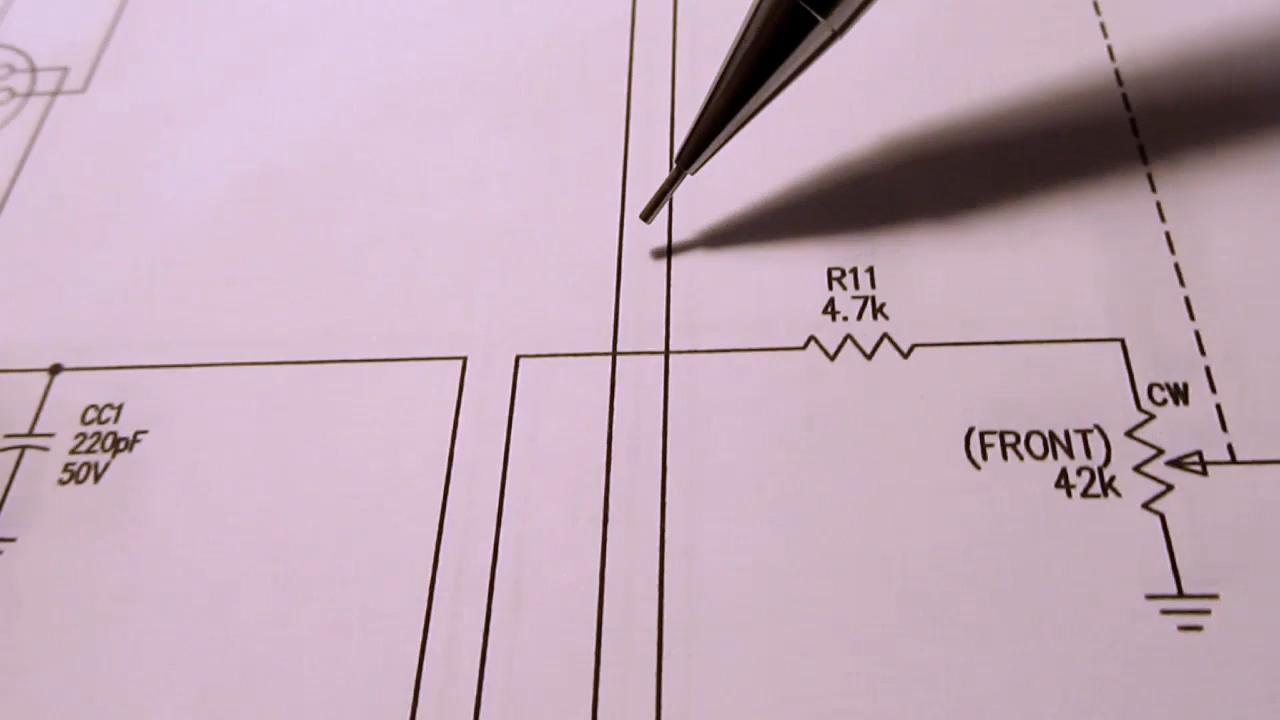 R11
4.7k
CW
CC1
220pF
50V
(FRONT)
42k